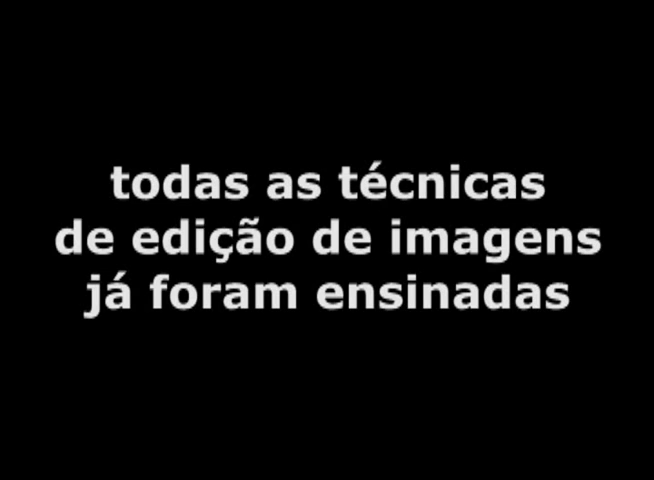 todas as técnicas
de edição de imagens
já foram ensinadas